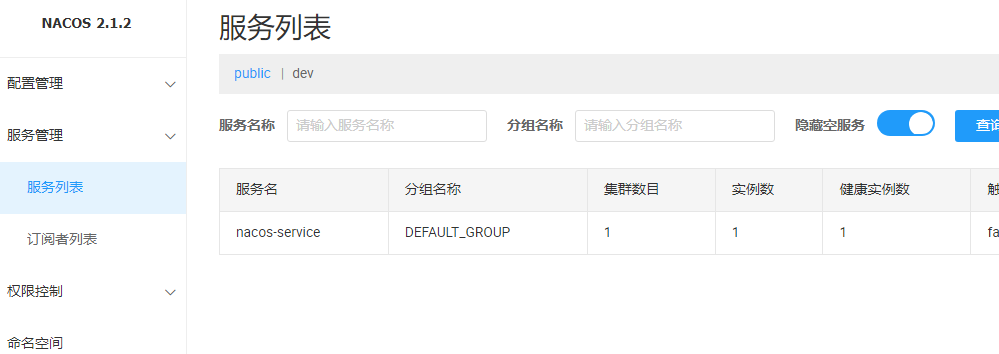 NACOS 2.1.2
配置管理
服务管理
服务列表
订阅者列表
权限控制
命名空间
服务列表
public | dev
服务名称 请输入服务名称 分组名称 请输入分组名称 隐藏空服务 查询
服务名 分组名称 集群数目 实例数 健康实例数 触
nacos-service DEFAULT_GROUP 1 1 1 fa